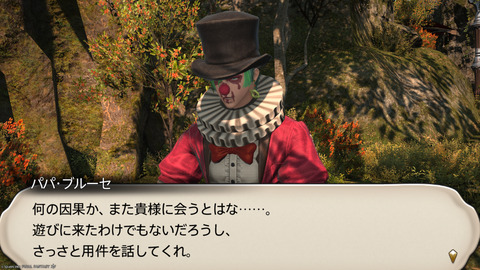 パパ・ブルーセ
何の因果か、また貴様に会うとはな……。
遊びに来たわけでもないだろうし、
さっさと用件を話してくれ。